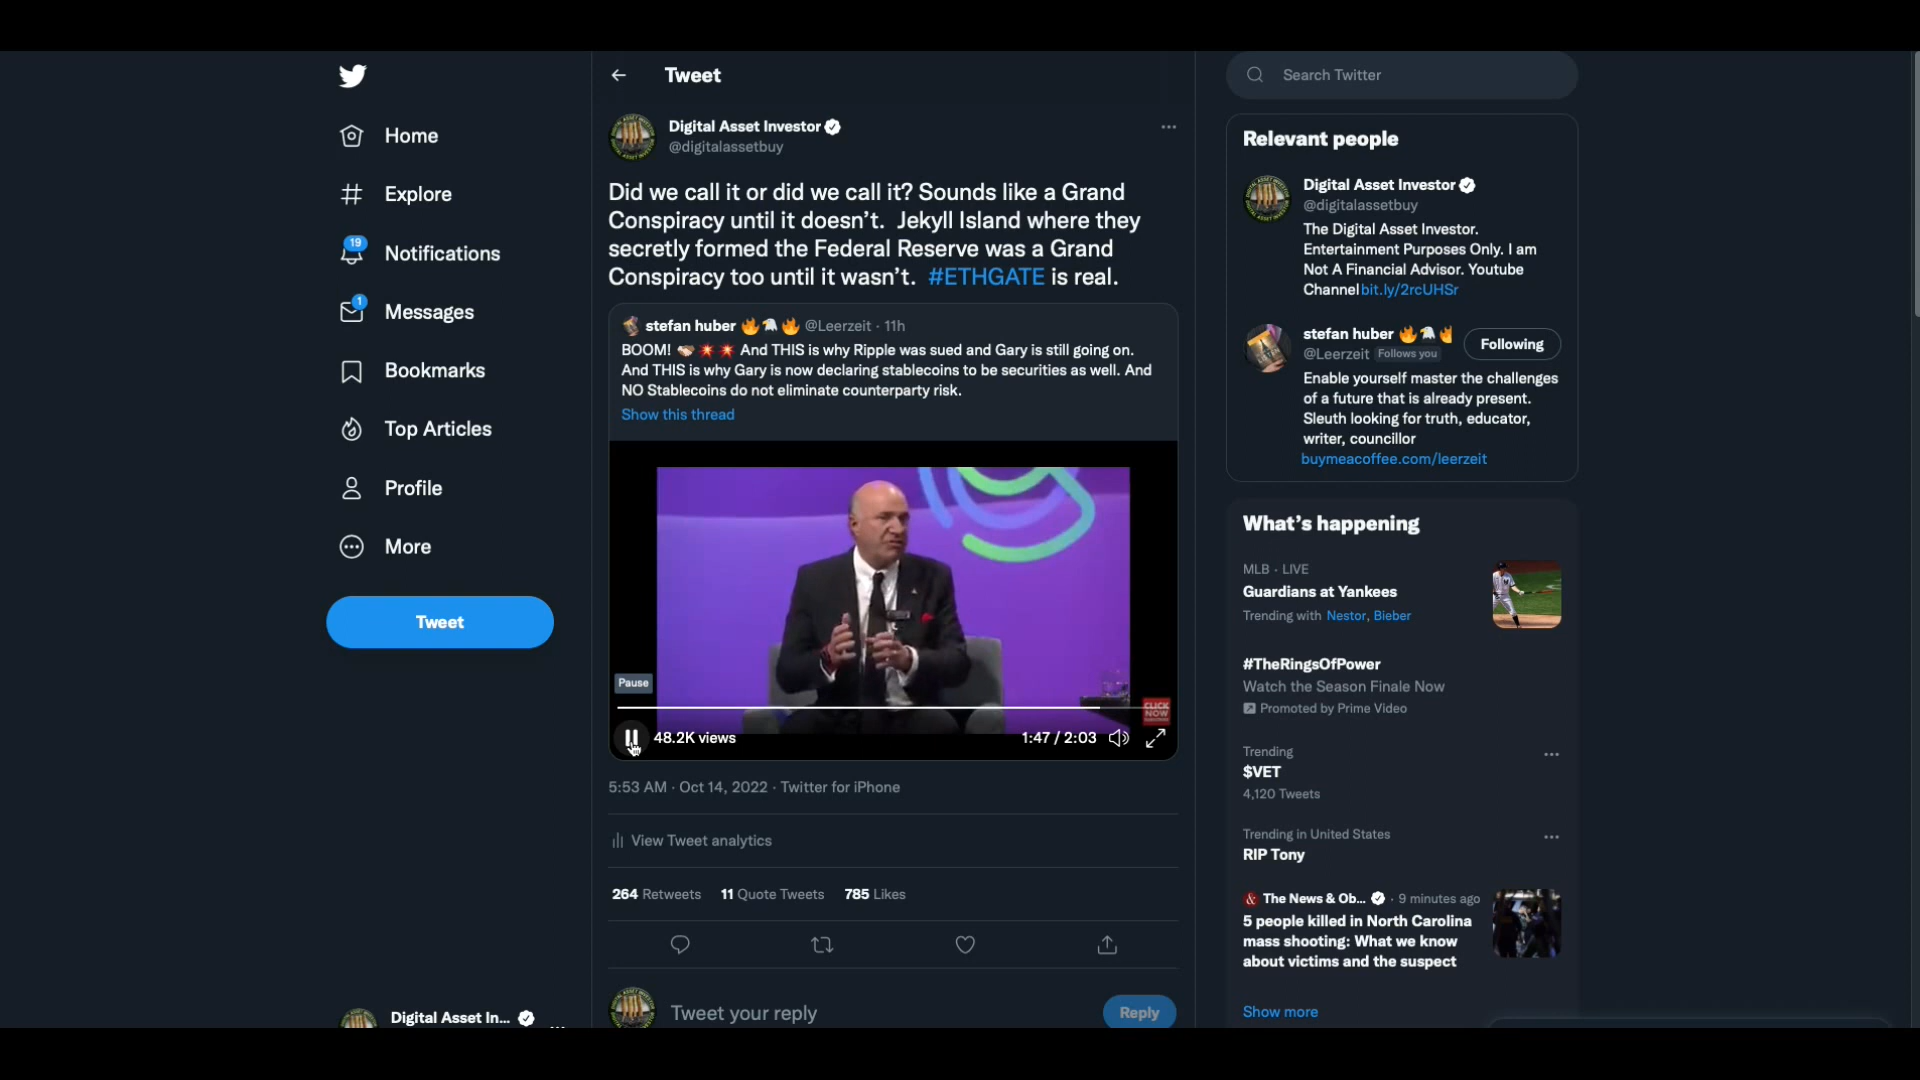 Home
Explore
19
Notifications
1
Messages
Bookmarks
Top Articles
Profile
More
Tweet
Digital Asset In...
Tweet
Digital Asset Investor
@digitalassetbuy
Did we call it or did we call it? Sounds like a Grand
Conspiracy until it doesn't. Jekyll Island where they
secretly formed the Federal Reserve was a Grand
Conspiracy too until it wasn't. #ETHGATE is real.
stefan huber @Leerzeit · 11h
BOOM! And THIS is why Ripple was sued and Gary is still going on.
And THIS is why Gary is now declaring stablecoins to be securities as well. And
NO Stablecoins do not eliminate counterparty risk.
Show this thread
Pause
CLICK
NOW
48.2K views
1:47 / 2:03
5:53 AM · Oct 14, 2022 · Twitter for iPhone
View Tweet analytics
264 Retweets 11 Quote Tweets 785 Likes
Tweet your reply
Reply
Search Twitter
Relevant people
Digital Asset Investor
@digitalassetbuy
The Digital Asset Investor.
Entertainment Purposes Only. I am
Not A Financial Advisor. Youtube
Channel bit.ly/2rcUHSr
stefan huber
@Leerzeit Follows you
Following
Enable yourself master the challenges
of a future that is already present.
Sleuth looking for truth, educator,
writer, councillor
buymeacoffee.com/leerzeit
What's happening
MLB · LIVE
Guardians at Yankees
Trending with Nestor, Bieber
#TheRingsOfPower
Watch the Season Finale Now
Promoted by Prime Video
Trending
$VET
4,120 Tweets
Trending in United States
RIP Tony
The News & Ob... · 9 minutes ago
5 people killed in North Carolina
mass shooting: What we know
about victims and the suspect
Show more